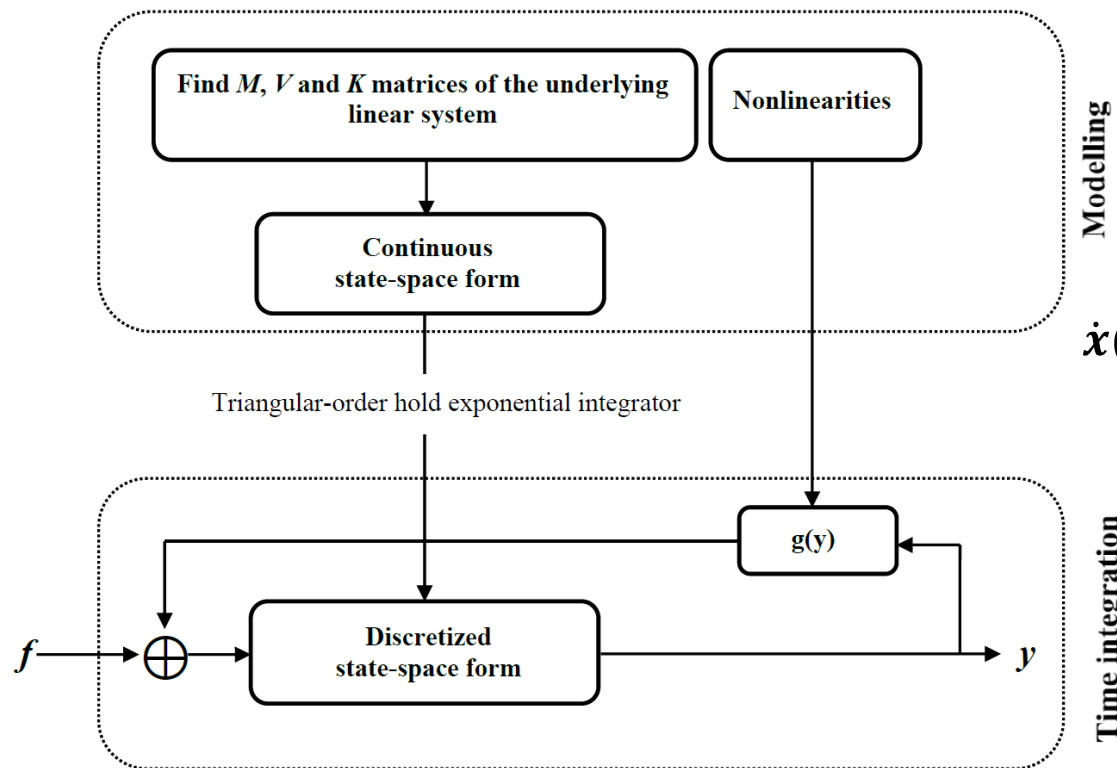 Find M, V and K matrices of the underlying
linear system
Nonlinearities
Modelling
Continuous
state-space form
ẋ(
Triangular-order hold exponential integrator
g(y)
Time integration
f
Discretized
state-space form
y